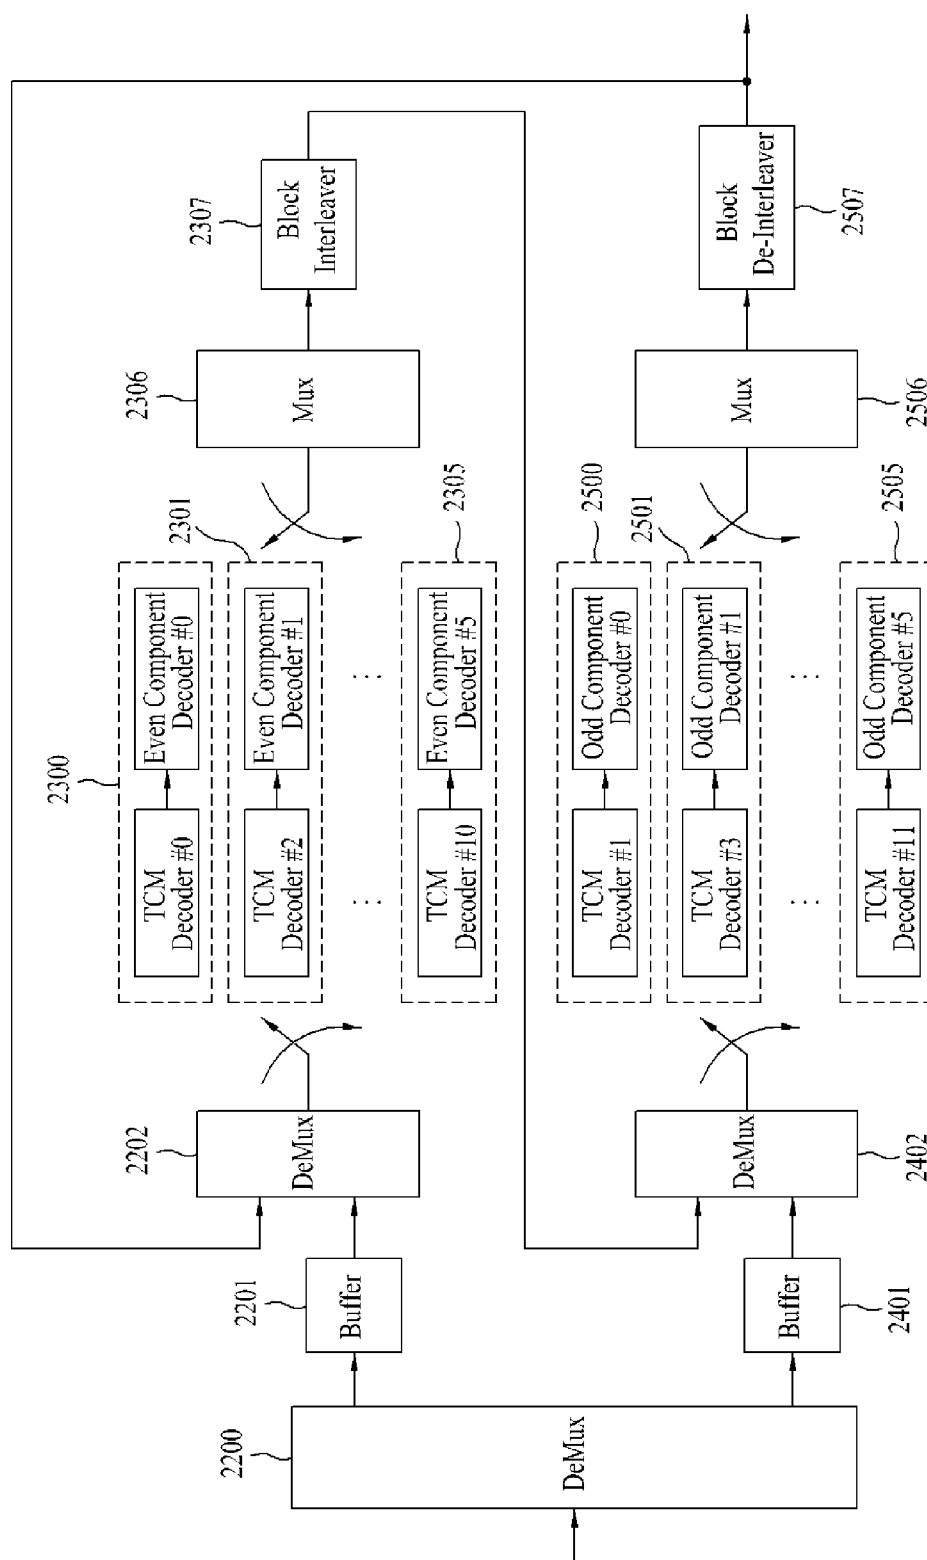 2200
DeMux
2201
Buffer
2202
DeMux
2300
TCM
Decoder #0
Even Component
Decoder #0
2301
TCM
Decoder #2
Even Component
Decoder #1
...
...
2305
TCM
Decoder #10
Even Component
Decoder #5
2306
Mux
2307
Block
Interleaver
2401
Buffer
2402
DeMux
2500
TCM
Decoder #1
Odd Component
Decoder #0
2501
TCM
Decoder #3
Odd Component
Decoder #1
...
...
2505
TCM
Decoder #11
Odd Component
Decoder #5
2506
Mux
2507
Block
De-Interleaver